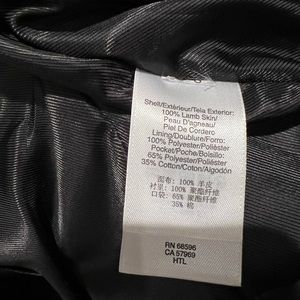 Shell/Extérieur/Tela Exterior:
100% Lamb Skin/
Peau D'agneau/
Piel De Cordero
Lining/Doublure/Forro:
100% Polyester/Poliéster
Pocket/Poche/Bolsillo:
65% Polyester/Poliéster
35% Cotton/Coton/Algodón
面布: 100% 羊皮
衬里: 100% 聚酯纤维
口袋: 65% 聚酯纤维
35% 棉
RN 68596
CA 57969
HTL